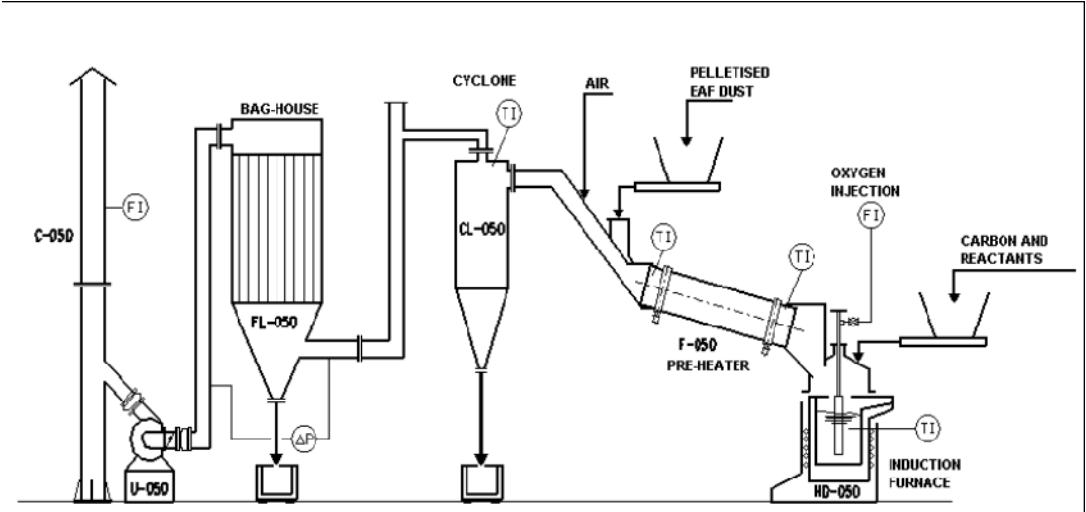 PELLETISED
EAF DUST
CYCLONE
AIR
BAG-HOUSE
TI
OXYGEN
INJECTION
FI
FI
CL-050
C-050
TI
TI
CARBON AND
REACTANTS
FL-050
F-050
PRE-HEATER
ΔP
TI
INDUCTION
FURNACE
U-050
HD-050